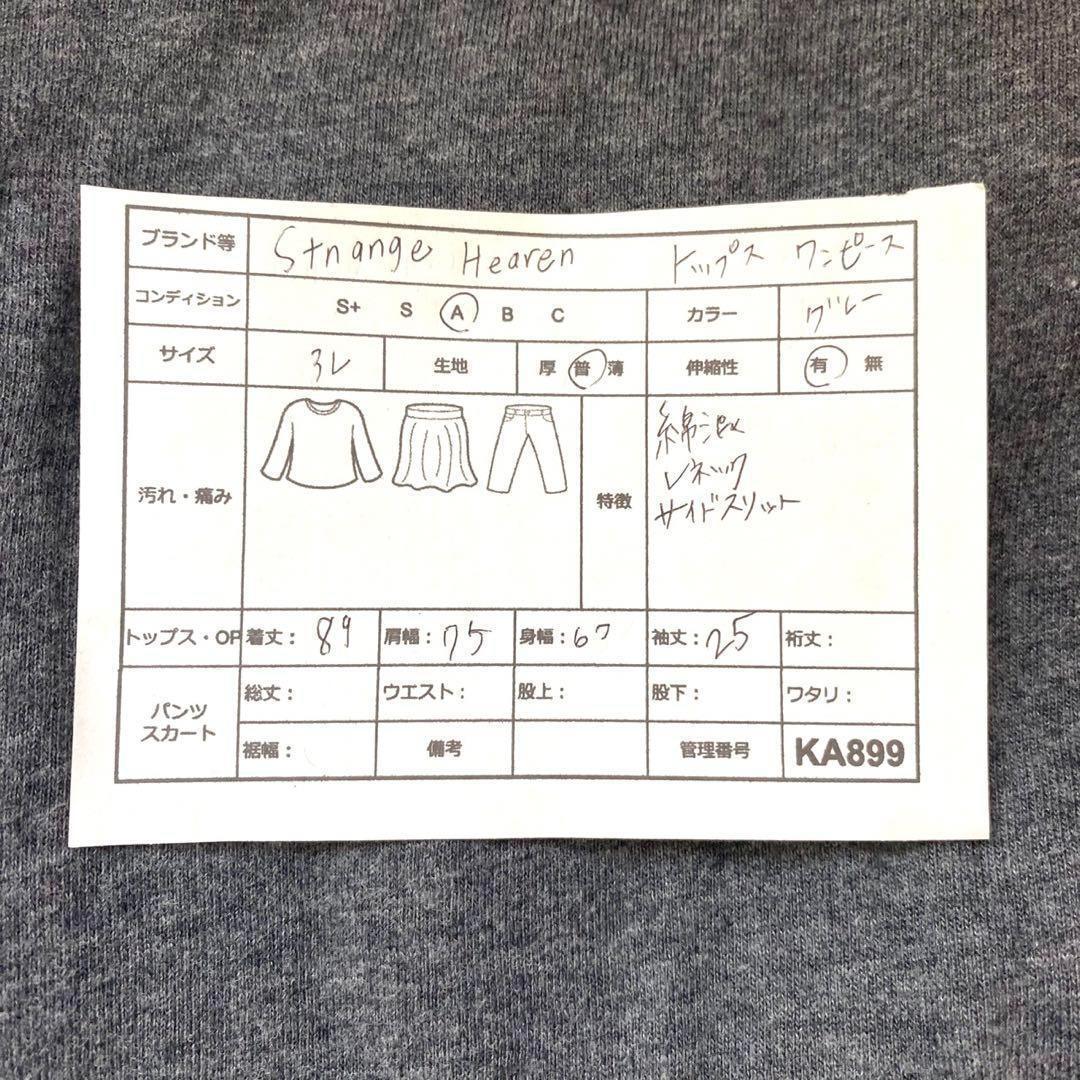 ブランド等 Strange Heaven トップス ワンピース
コンディション S+ S A B C カラー グレー
サイズ 3L 生地 厚 普 薄 伸縮性 有 無
汚れ・痛み 特徴
綿混
Vネック
サイドスリット
トップス・OP 着丈: 89 肩幅: 75 身幅: 67 袖丈: 25 裄丈:
パンツ
スカート
総丈: ウエスト: 股上: 股下: ワタリ:
裾幅: 備考 管理番号 KA899